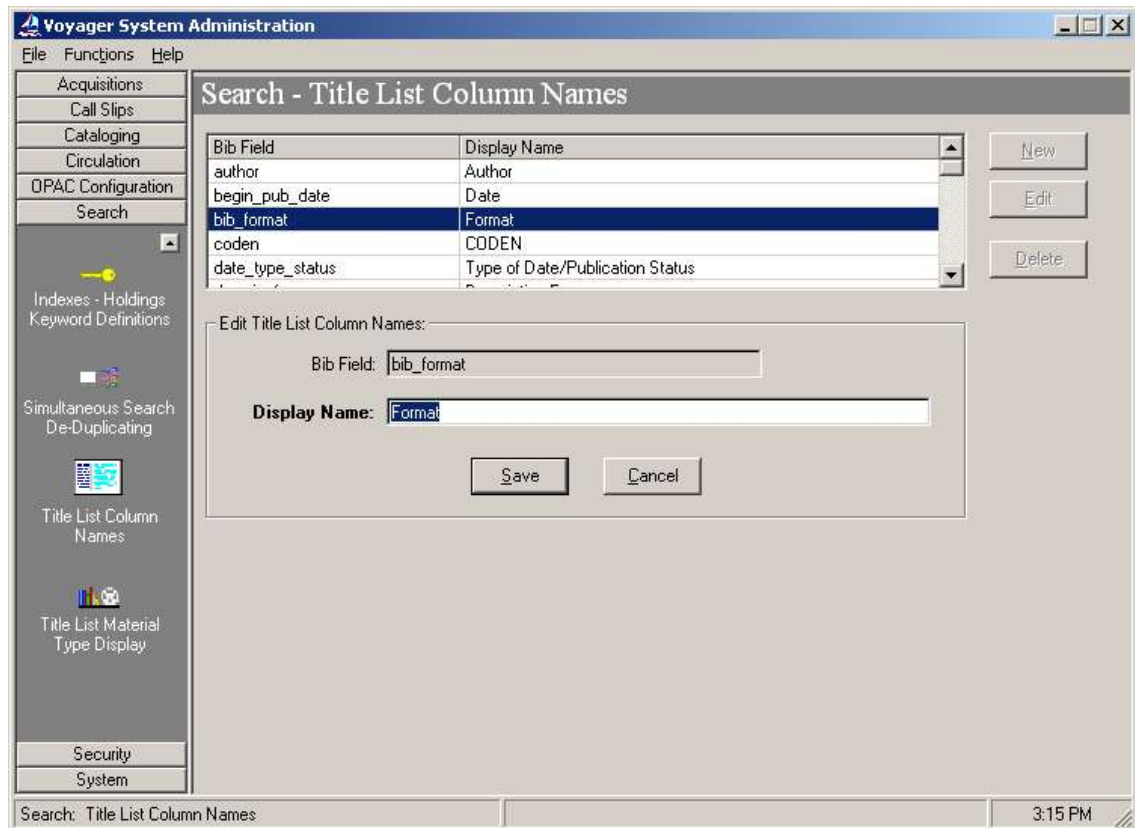 Voyager System Administration
File Functions Help
Acquisitions
Call Slips
Cataloging
Circulation
OPAC Configuration
Search
Indexes - Holdings
Keyword Definitions
Simultaneous Search
De-Duplicating
Title List Column
Names
Title List Material
Type Display
Security
System
Search - Title List Column Names
Bib Field Display Name
author Author
begin_pub_date Date
bib_format Format
coden CODEN
date_type_status Type of Date/Publication Status
New
Edit
Delete
Edit Title List Column Names:
Bib Field: bib_format
Display Name: Format
Save Cancel
Search: Title List Column Names
3:15 PM